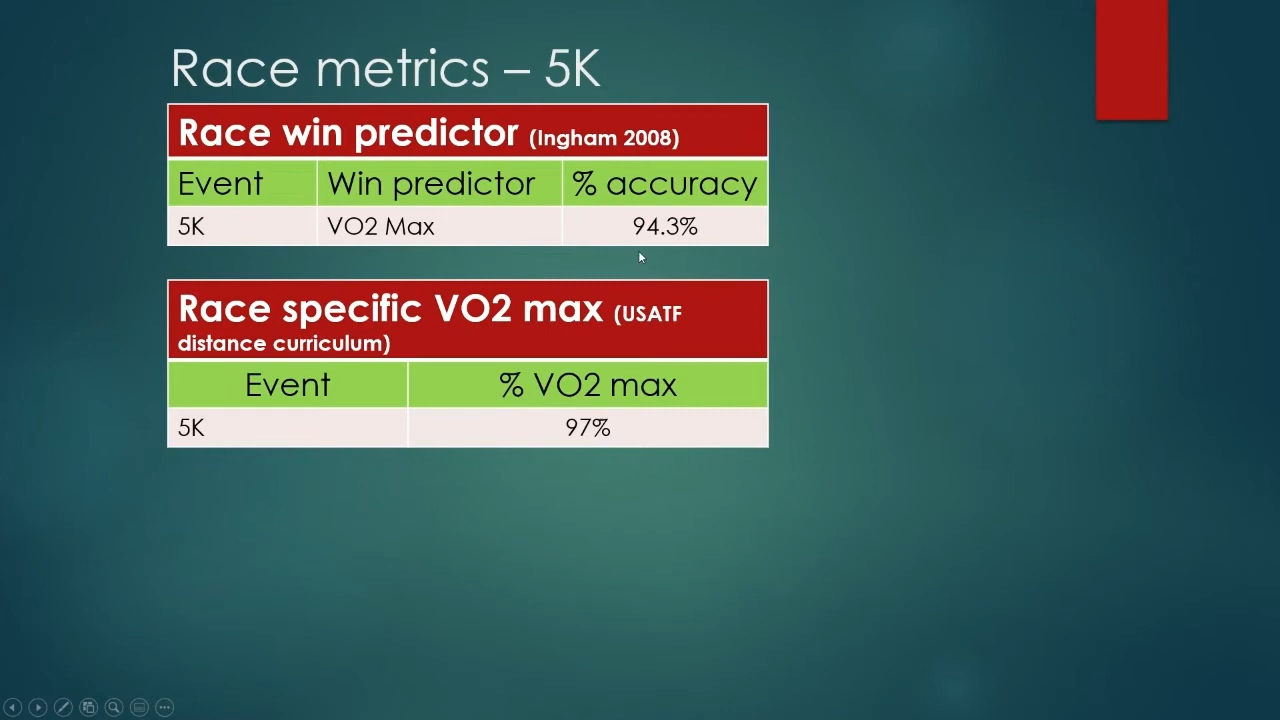 Race metrics – 5K
Race win predictor (Ingham 2008)
Event Win predictor % accuracy
5K VO2 Max 94.3%
Race specific VO2 max (USATF
distance curriculum)
Event % VO2 max
5K 97%